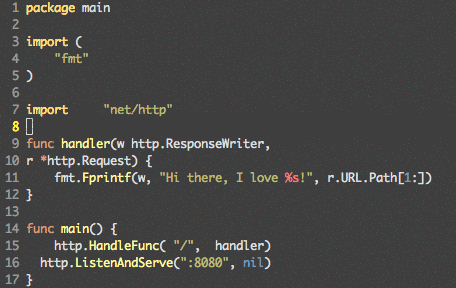 1 package main
2
3 import (
4     "fmt"
5 )
6
7 import     "net/http"
8
9 func handler(w http.ResponseWriter,
10 r *http.Request) {
11     fmt.Fprintf(w, "Hi there, I love %s!", r.URL.Path[1:])
12 }
13
14 func main() {
15     http.HandleFunc( "/",  handler)
16   http.ListenAndServe(":8080", nil)
17 }